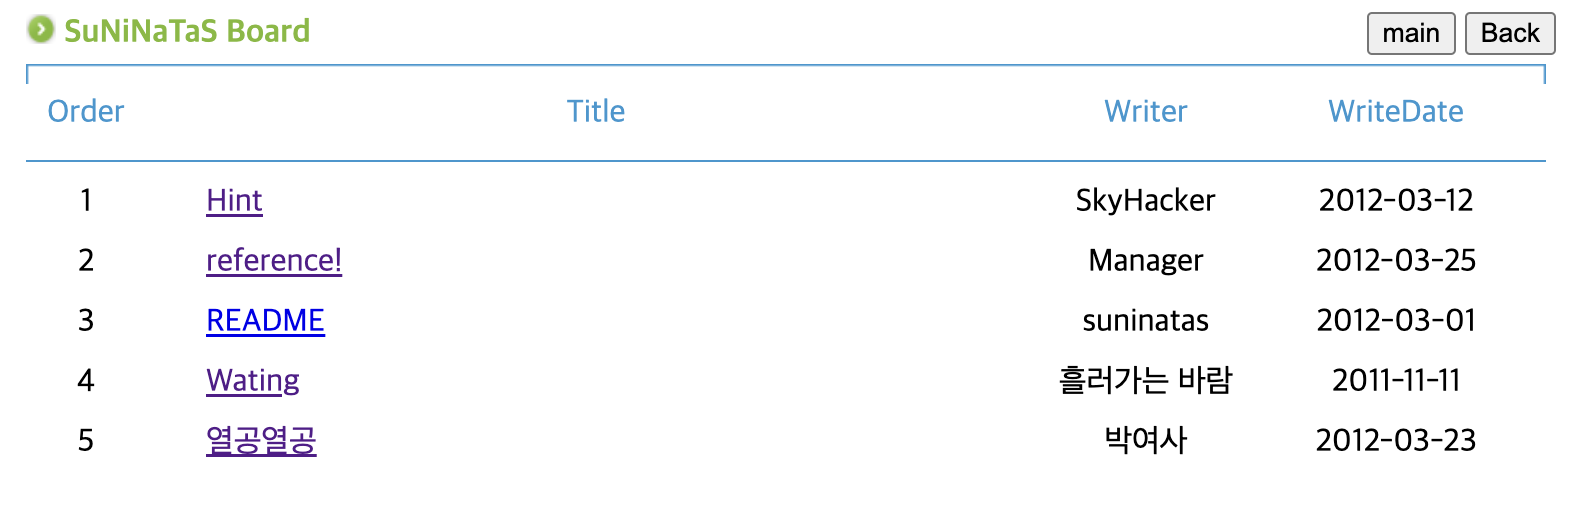 SuNiNaTaS Board main Back
Order Title Writer WriteDate
1 Hint SkyHacker 2012-03-12
2 reference! Manager 2012-03-25
3 README suninatas 2012-03-01
4 Wating 흘러가는 바람 2011-11-11
5 열공열공 박여사 2012-03-23